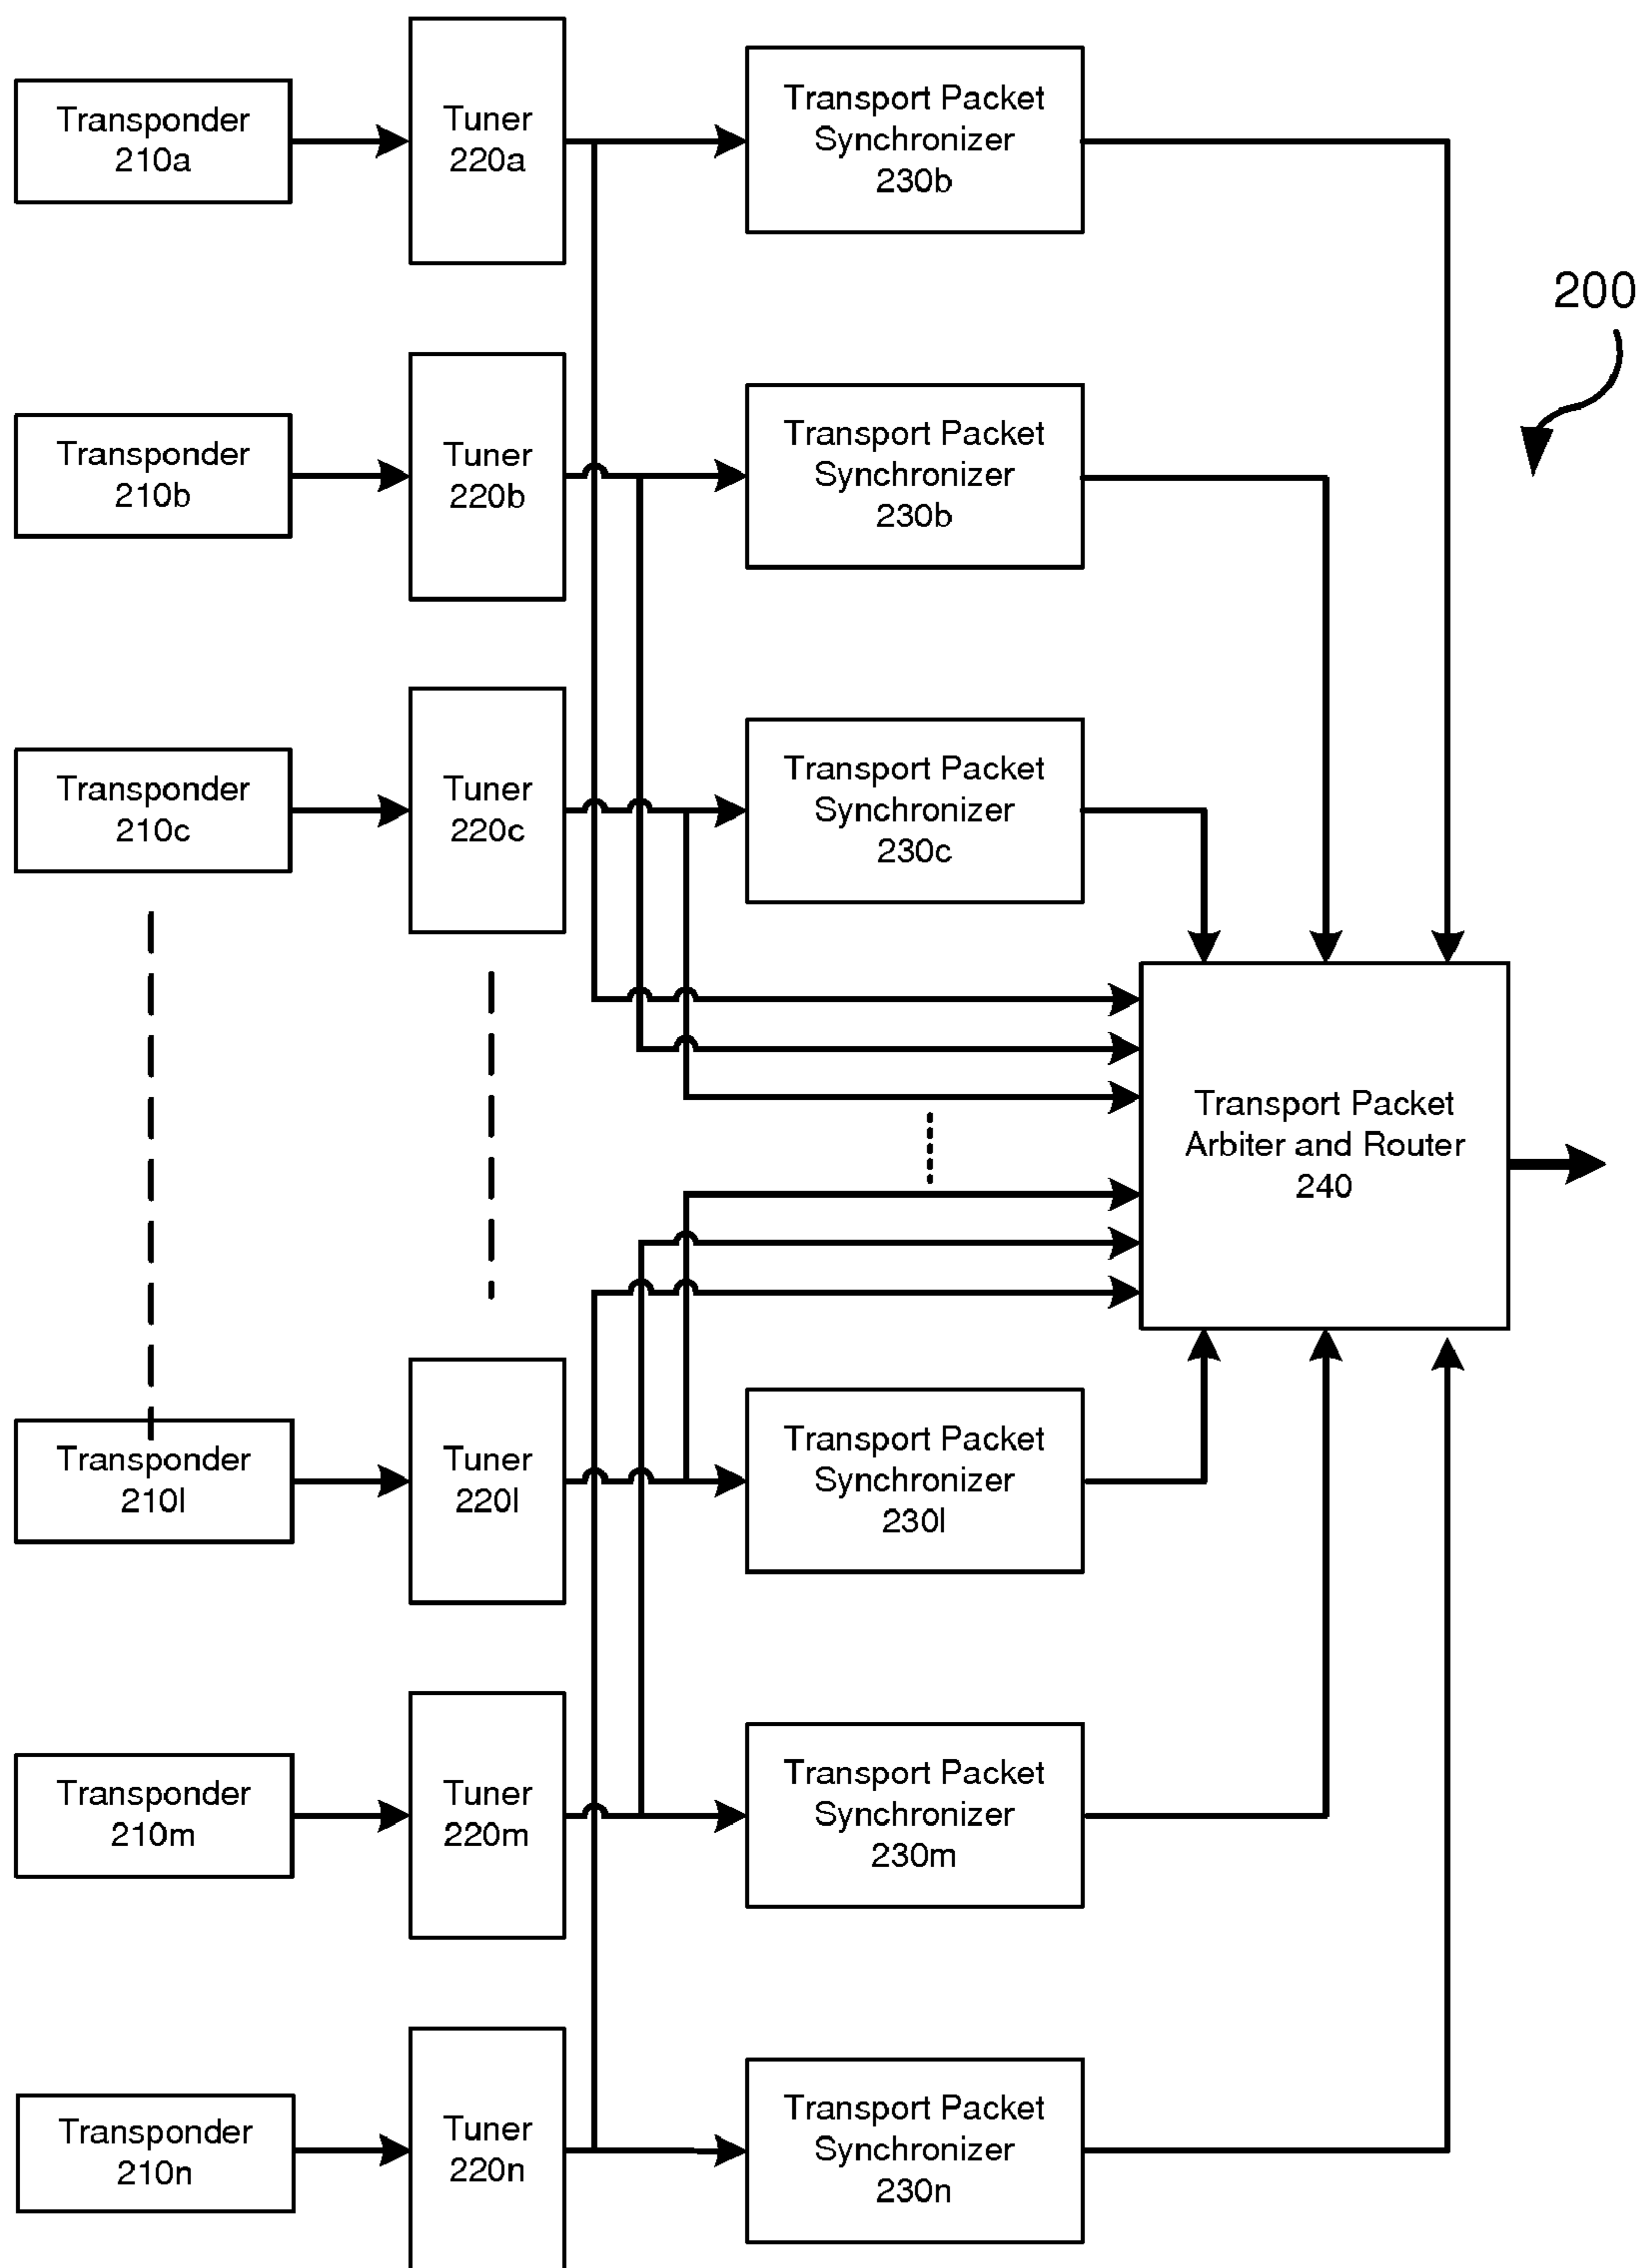 Transponder
210a
Tuner
220a
Transport Packet
Synchronizer
230b
200
Transponder
210b
Tuner
220b
Transport Packet
Synchronizer
230b
Transponder
210c
Tuner
220c
Transport Packet
Synchronizer
230c
Transport Packet
Arbiter and Router
240
Transponder
210l
Tuner
220l
Transport Packet
Synchronizer
230l
Transponder
210m
Tuner
220m
Transport Packet
Synchronizer
230m
Transponder
210n
Tuner
220n
Transport Packet
Synchronizer
230n